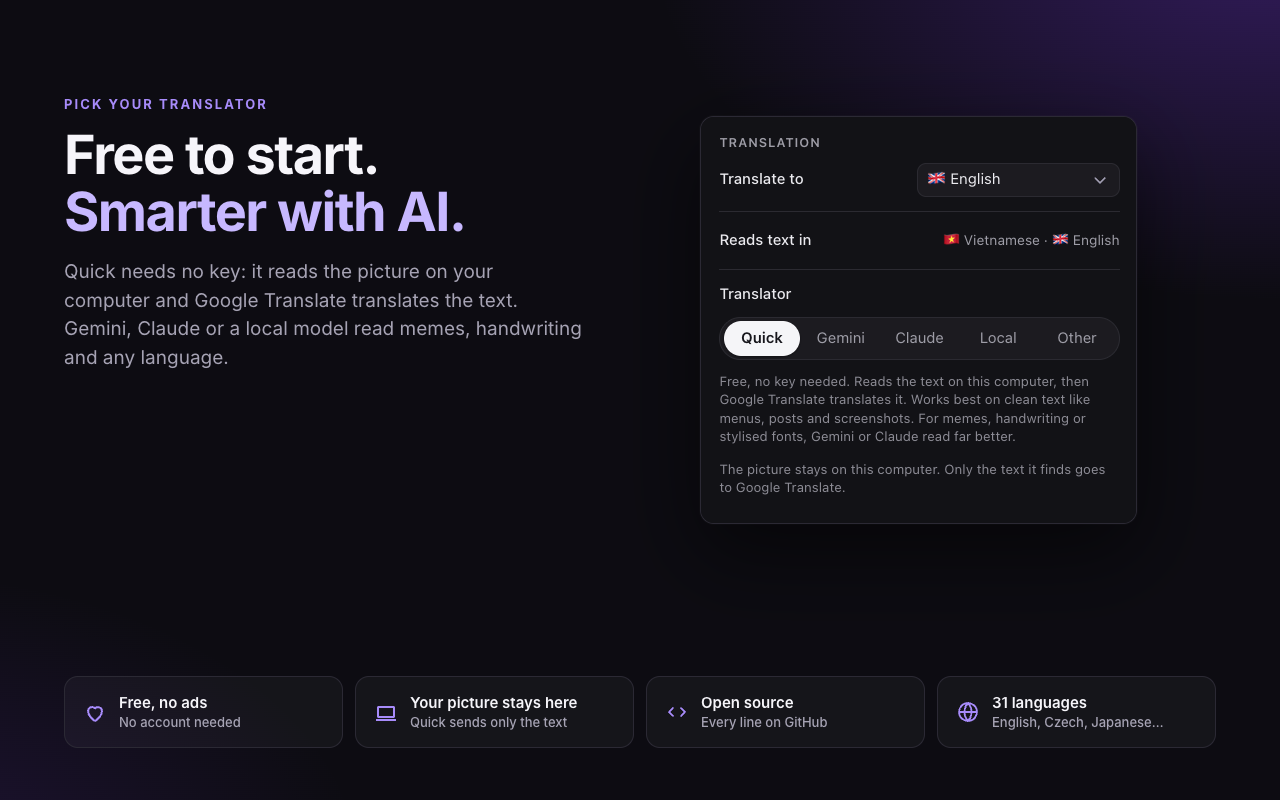 PICK YOUR TRANSLATOR
Free to start.
Smarter with AI.
Quick needs no key: it reads the picture on your
computer and Google Translate translates the text.
Gemini, Claude or a local model read memes, handwriting
and any language.
TRANSLATION
Translate to
🇬🇧 English
Reads text in
🇻🇳 Vietnamese · 🇬🇧 English
Translator
Quick Gemini Claude Local Other
Free, no key needed. Reads the text on this computer, then
Google Translate translates it. Works best on clean text like
menus, posts and screenshots. For memes, handwriting or
stylised fonts, Gemini or Claude read far better.
The picture stays on this computer. Only the text it finds goes
to Google Translate.
Free, no ads
No account needed
Your picture stays here
Quick sends only the text
Open source
Every line on GitHub
31 languages
English, Czech, Japanese...